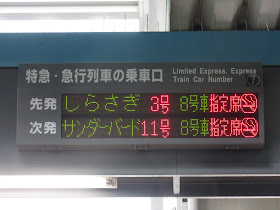 特急・急行列車の乗車口 Limited Express, Express
Train Car Number ⑦
先発 しらさぎ 3号 8号車 指定席
次発 サンダーバード 11号 8号車 指定席